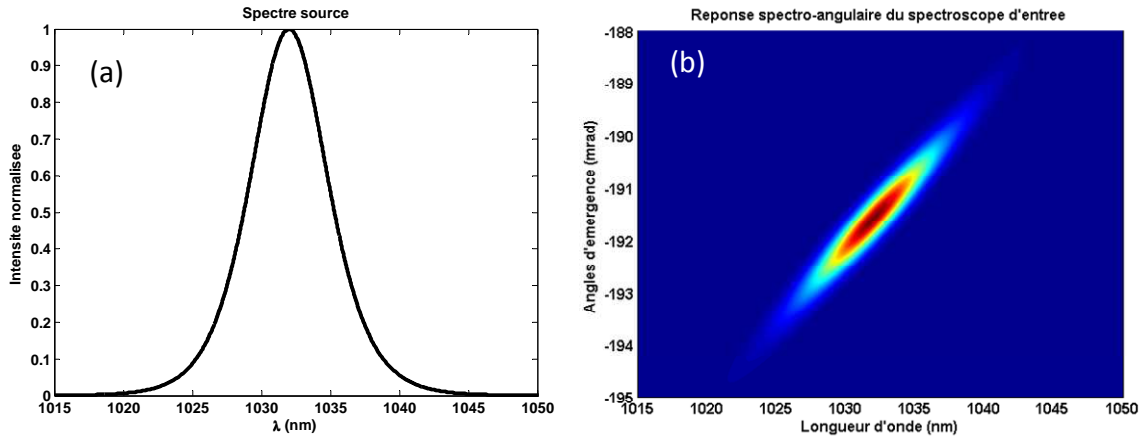 Spectre source
(a)
Intensite normalisee
1
0.9
0.8
0.7
0.6
0.5
0.4
0.3
0.2
0.1
0
1015 1020 1025 1030 1035 1040 1045 1050
λ (nm)
Reponse spectro-angulaire du spectroscope d'entree
(b)
Angles d'emergence (mrad)
-188
-189
-190
-191
-192
-193
-194
-195
1015 1020 1025 1030 1035 1040 1045 1050
Longueur d'onde (nm)